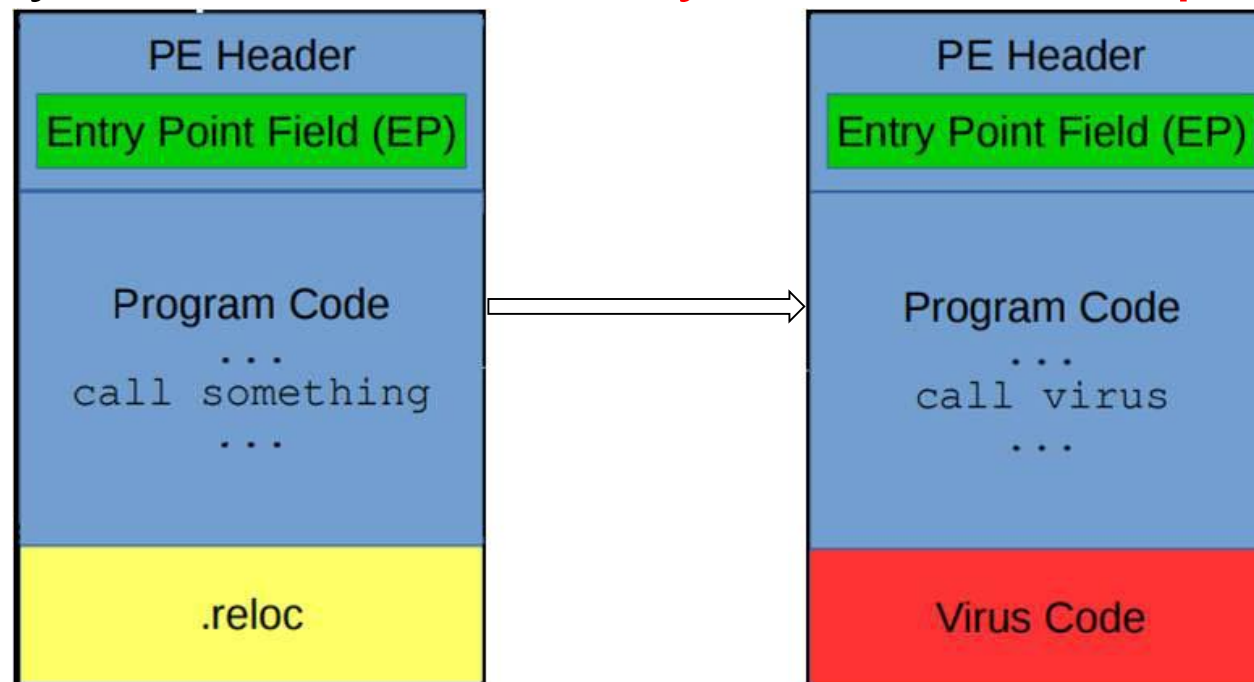 PE Header
Entry Point Field (EP)
Program Code
...
call something
...
.reloc
PE Header
Entry Point Field (EP)
Program Code
...
call virus
...
Virus Code